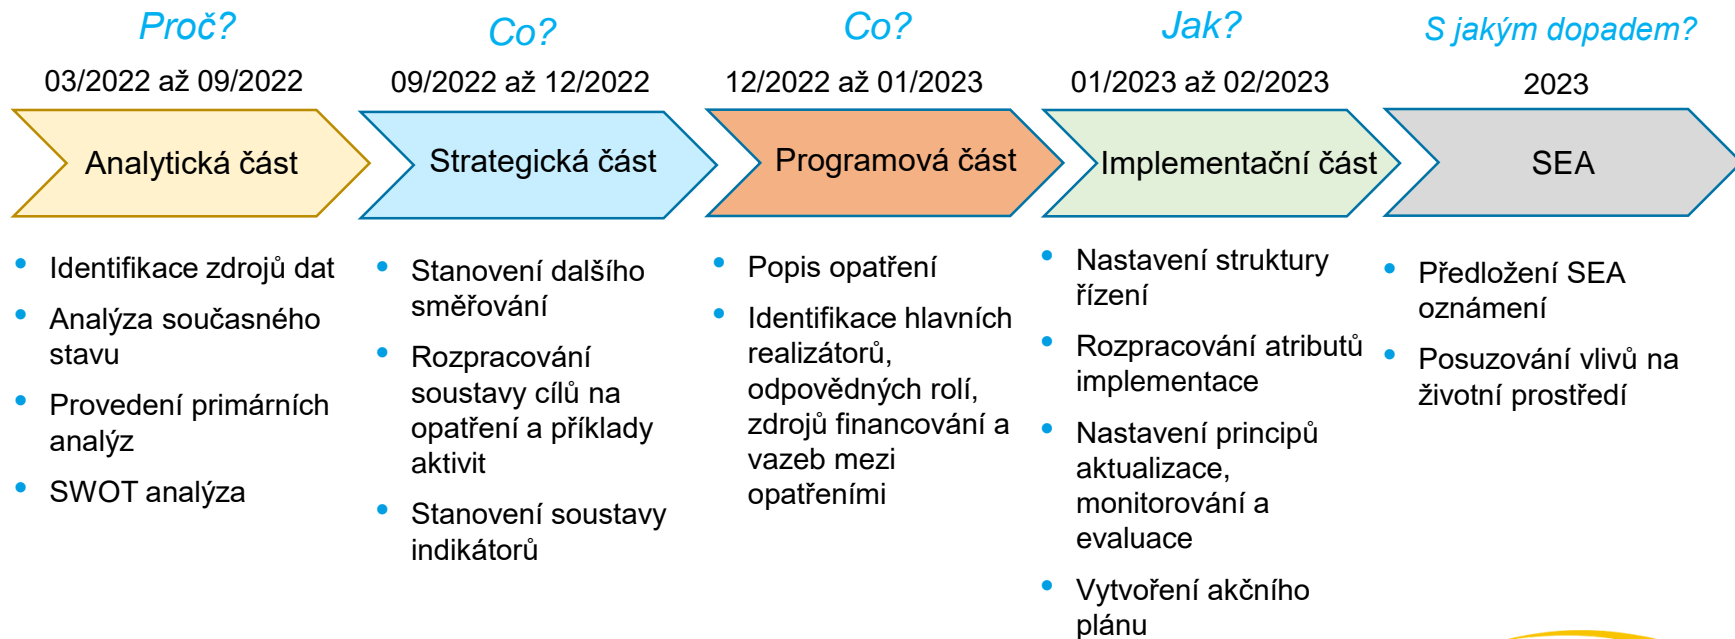 Proč?
03/2022 až 09/2022
Analytická část
Identifikace zdrojů dat
Analýza současného
stavu
Provedení primárních
analýz
SWOT analýza
Co?
09/2022 až 12/2022
Strategická část
Stanovení dalšího
směřování
Rozpracování
soustavy cílů na
opatření a příklady
aktivit
Stanovení soustavy
indikátorů
Co?
12/2022 až 01/2023
Programová část
Popis opatření
Identifikace hlavních
realizátorů,
odpovědných rolí,
zdrojů financování a
vazeb mezi
opatřeními
Jak?
01/2023 až 02/2023
Implementační část
Nastavení struktury
řízení
Rozpracování atributů
implementace
Nastavení principů
aktualizace,
monitorování a
evaluace
Vytvoření akčního
plánu
S jakým dopadem?
2023
SEA
Předložení SEA
oznámení
Posuzování vlivů na
životní prostředí